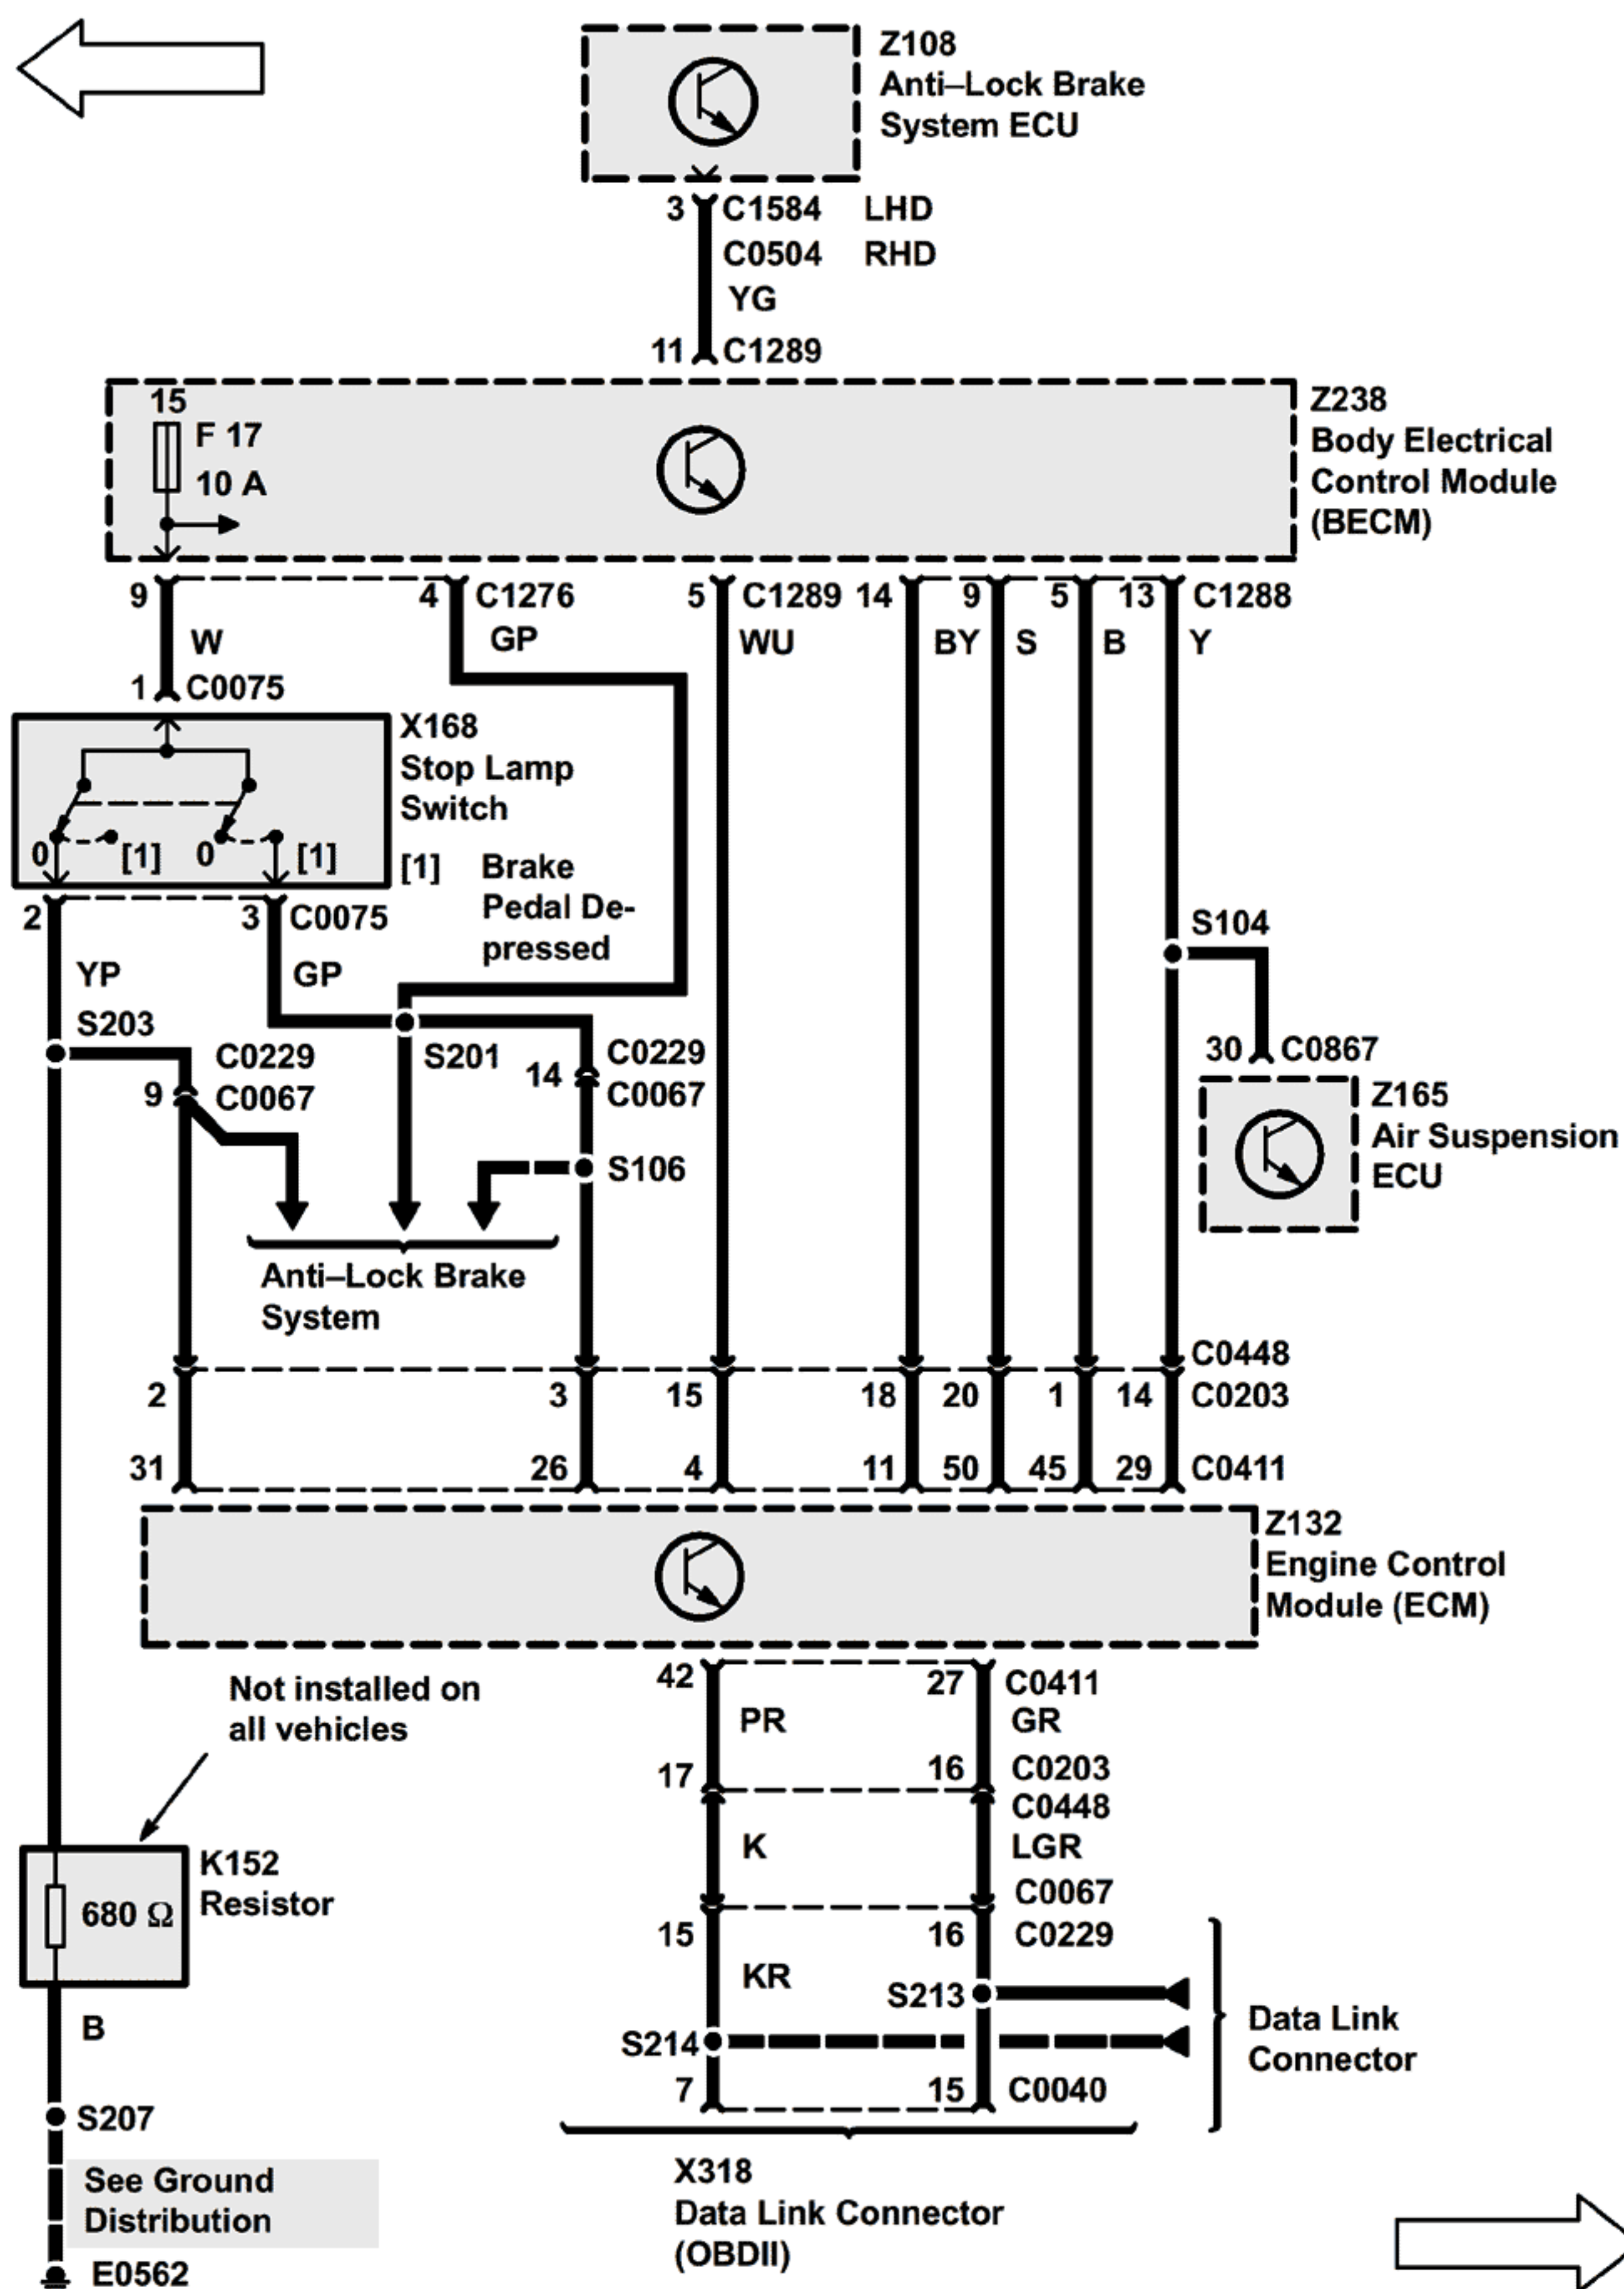 Z108
Anti–Lock Brake
System ECU
3 C1584 LHD
C0504 RHD
YG
11 C1289
15
F 17
10 A
Z238
Body Electrical
Control Module
(BECM)
9 4 C1276 5 C1289 14 9 5 13 C1288
W GP WU BY S B Y
1 C0075
X168
Stop Lamp
Switch
0 [1] 0 [1]
[1] Brake
Pedal De-
pressed
2 3 C0075
S104
YP GP
S203
C0229
9 C0067
S201
14
C0229
C0067
30 C0867
Z165
Air Suspension
ECU
S106
Anti–Lock Brake
System
C0448
2 3 15 18 20 1 14 C0203
31 26 4 11 50 45 29 C0411
Z132
Engine Control
Module (ECM)
42 27 C0411
Not installed on
all vehicles
PR GR
17 16 C0203
C0448
K LGR
K152
Resistor
680 Ω
C0067
15 16 C0229
KR
S213
B
S214
Data Link
Connector
7 15 C0040
S207
X318
Data Link Connector
(OBDII)
See Ground
Distribution
E0562